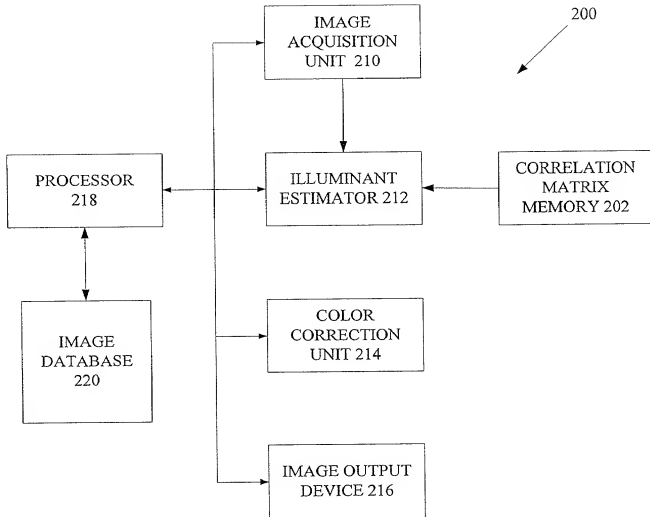 IMAGE
ACQUISITION
UNIT 210
200
PROCESSOR
218
ILLUMINANT
ESTIMATOR 212
CORRELATION
MATRIX
MEMORY 202
IMAGE
DATABASE
220
COLOR
CORRECTION
UNIT 214
IMAGE OUTPUT
DEVICE 216